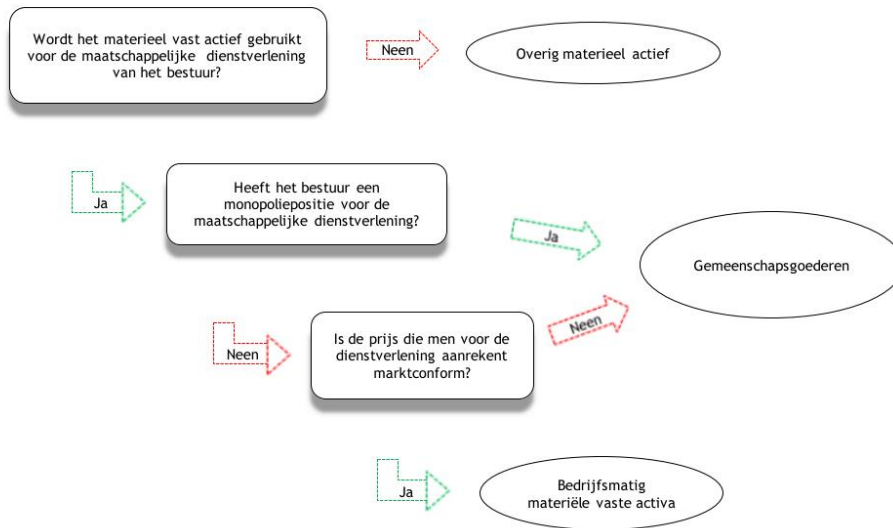 Wordt het materieel vast actief gebruikt
voor de maatschappelijke dienstverlening
van het bestuur?
Neen
Overig materieel actief
Ja
Heeft het bestuur een
monopoliepositie voor de
maatschappelijke dienstverlening?
Ja
Gemeenschapsgoederen
Neen
Is de prijs die men voor de
dienstverlening aanrekent
marktconform?
Neen
Ja
Bedrijfsmatig
materiële vaste activa